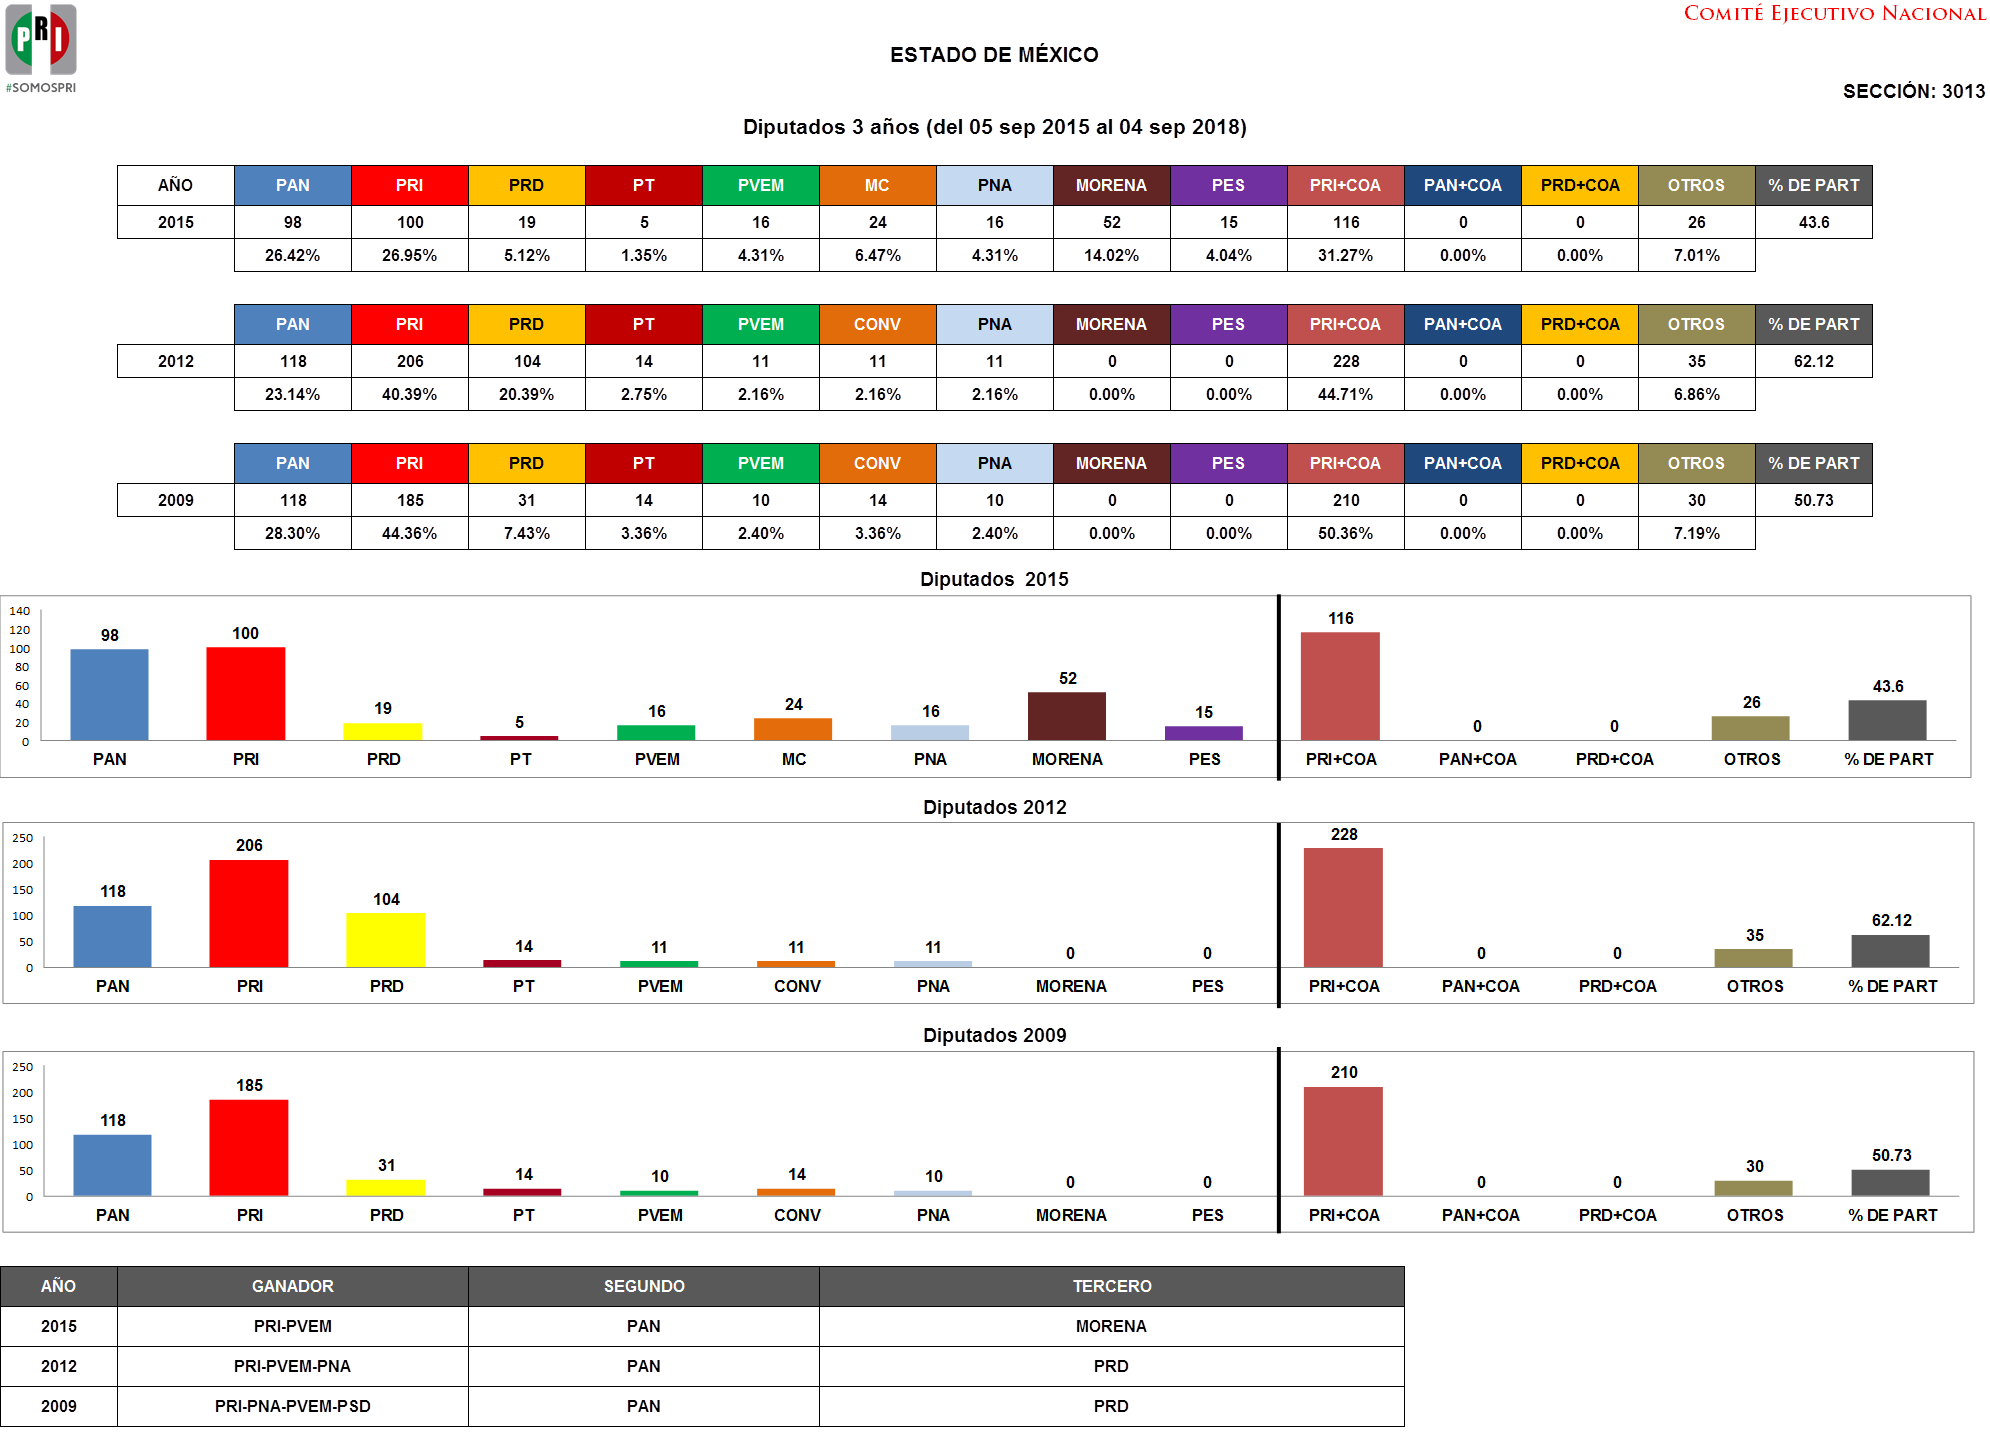 PRI
#SOMOSPRI
COMITÉ EJECUTIVO NACIONAL
ESTADO DE MÉXICO
SECCIÓN: 3013
Diputados 3 años (del 05 sep 2015 al 04 sep 2018)
AÑO PAN PRI PRD PT PVEM MC PNA MORENA PES PRI+COA PAN+COA PRD+COA OTROS % DE PART
2015 98 100 19 5 16 24 16 52 15 116 0 0 26 43.6
26.42% 26.95% 5.12% 1.35% 4.31% 6.47% 4.31% 14.02% 4.04% 31.27% 0.00% 0.00% 7.01%
PAN PRI PRD PT PVEM CONV PNA MORENA PES PRI+COA PAN+COA PRD+COA OTROS % DE PART
2012 118 206 104 14 11 11 11 0 0 228 0 0 35 62.12
23.14% 40.39% 20.39% 2.75% 2.16% 2.16% 2.16% 0.00% 0.00% 44.71% 0.00% 0.00% 6.86%
PAN PRI PRD PT PVEM CONV PNA MORENA PES PRI+COA PAN+COA PRD+COA OTROS % DE PART
2009 118 185 31 14 10 14 10 0 0 210 0 0 30 50.73
28.30% 44.36% 7.43% 3.36% 2.40% 3.36% 2.40% 0.00% 0.00% 50.36% 0.00% 0.00% 7.19%
Diputados 2015
140
120
100
80
60
40
20
0
98 100 19 5 16 24 16 52 15 116 0 0 26 43.6
PAN PRI PRD PT PVEM MC PNA MORENA PES PRI+COA PAN+COA PRD+COA OTROS % DE PART
Diputados 2012
250
200
150
100
50
0
118 206 104 14 11 11 11 0 0 228 0 0 35 62.12
PAN PRI PRD PT PVEM CONV PNA MORENA PES PRI+COA PAN+COA PRD+COA OTROS % DE PART
Diputados 2009
250
200
150
100
50
0
118 185 31 14 10 14 10 0 0 210 0 0 30 50.73
PAN PRI PRD PT PVEM CONV PNA MORENA PES PRI+COA PAN+COA PRD+COA OTROS % DE PART
AÑO GANADOR SEGUNDO TERCERO
2015 PRI-PVEM PAN MORENA
2012 PRI-PVEM-PNA PAN PRD
2009 PRI-PNA-PVEM-PSD PAN PRD